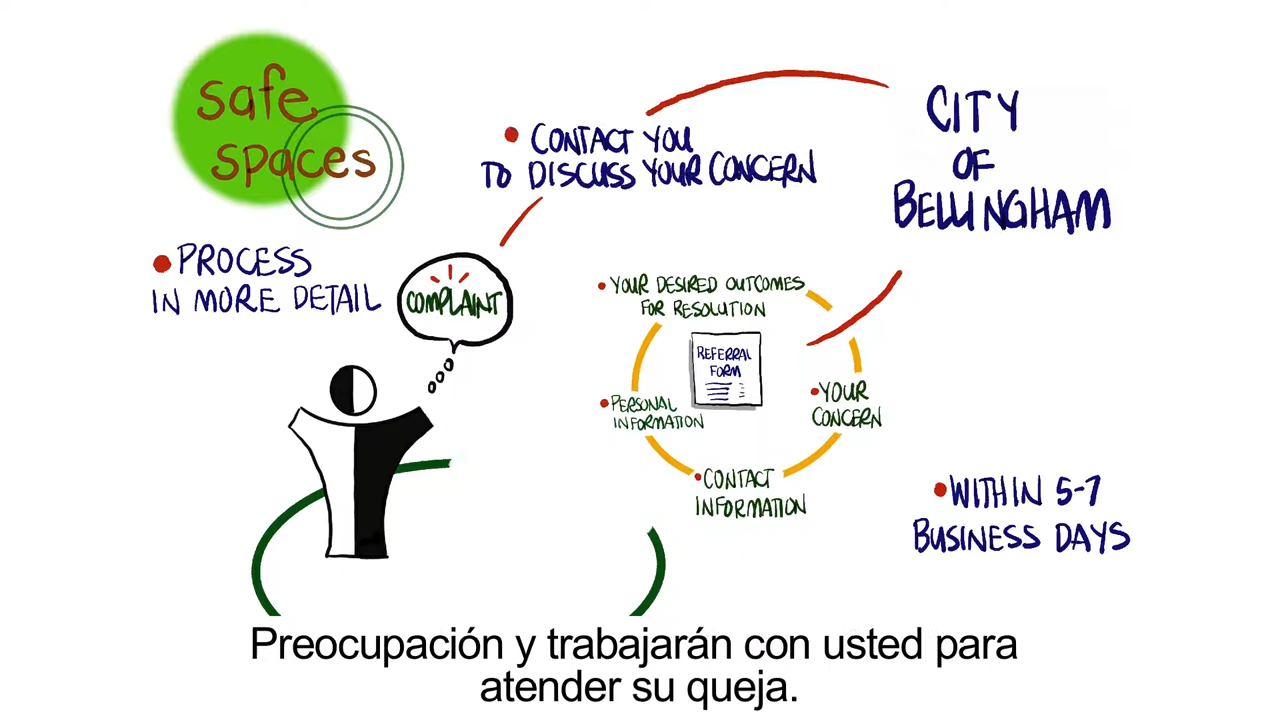 safe
spaces
• CONTACT YOU
TO DISCUSS YOUR CONCERN
CITY
OF
BELLINGHAM
• PROCESS
IN MORE DETAIL
COMPLAINT
• YOUR DESIRED OUTCOMES
FOR RESOLUTION
REFERRAL
FORM
• PERSONAL
INFORMATION
• YOUR
CONCERN
• CONTACT
INFORMATION
• WITHIN 5-7
BUSINESS DAYS
Preocupación y trabajarán con usted para
atender su queja.